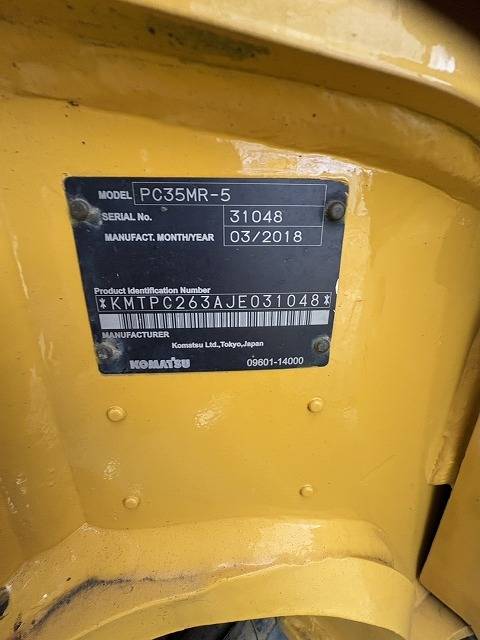 MODEL PC35MR-5
SERIAL No. 31048
MANUFACT. MONTH/YEAR 03/2018
Product Identification Number
*KMTPC263AJE031048*
MANUFACTURER
Komatsu Ltd.,Tokyo,Japan
KOMATSU 09601-14000